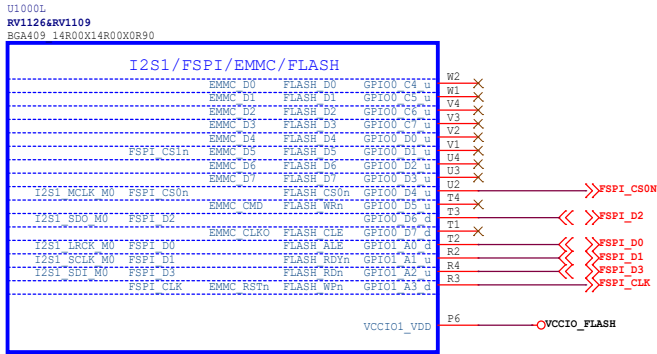 U1000L
RV1126&RV1109
BGA409_14R00X14R00X0R90
I2S1/FSPI/EMMC/FLASH
EMMC_D0 FLASH_D0 GPIO0_C4_u W2
EMMC_D1 FLASH_D1 GPIO0_C5_u W1
EMMC_D2 FLASH_D2 GPIO0_C6_u V4
EMMC_D3 FLASH_D3 GPIO0_C7_u V3
EMMC_D4 FLASH_D4 GPIO0_D0_u V2
FSPI_CS1n EMMC_D5 FLASH_D5 GPIO0_D1_u V1
EMMC_D6 FLASH_D6 GPIO0_D2_u U4
EMMC_D7 FLASH_D7 GPIO0_D3_u U3
I2S1_MCLK_M0 FSPI_CS0n FLASH_CS0n GPIO0_D4_u U2 FSPI_CS0N
EMMC_CMD FLASH_WRn GPIO0_D5_u T4
I2S1_SDO_M0 FSPI_D2 GPIO0_D6_d T3 FSPI_D2
EMMC_CLKO FLASH_CLE GPIO0_D7_d T1
I2S1_LRCK_M0 FSPI_D0 FLASH_ALE GPIO1_A0_d T2 FSPI_D0
I2S1_SCLK_M0 FSPI_D1 FLASH_RDYn GPIO1_A1_u R2 FSPI_D1
I2S1_SDI_M0 FSPI_D3 FLASH_RDn GPIO1_A2_u R4 FSPI_D3
FSPI_CLK EMMC_RSTn FLASH_WPn GPIO1_A3_d R3 FSPI_CLK
VCCIO1_VDD P6 VCCIO_FLASH